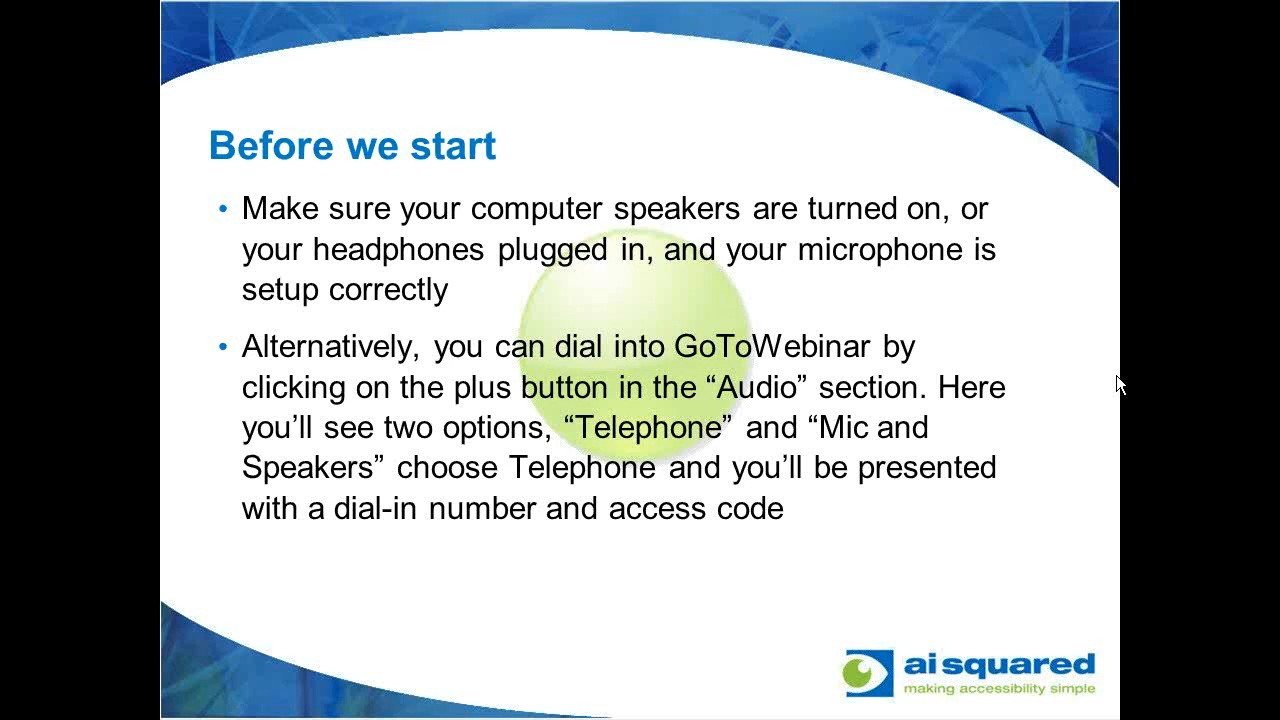 Before we start
• Make sure your computer speakers are turned on, or
your headphones plugged in, and your microphone is
setup correctly
• Alternatively, you can dial into GoToWebinar by
clicking on the plus button in the “Audio” section. Here
you’ll see two options, “Telephone” and “Mic and
Speakers” choose Telephone and you’ll be presented
with a dial-in number and access code
ai squared
making accessibility simple